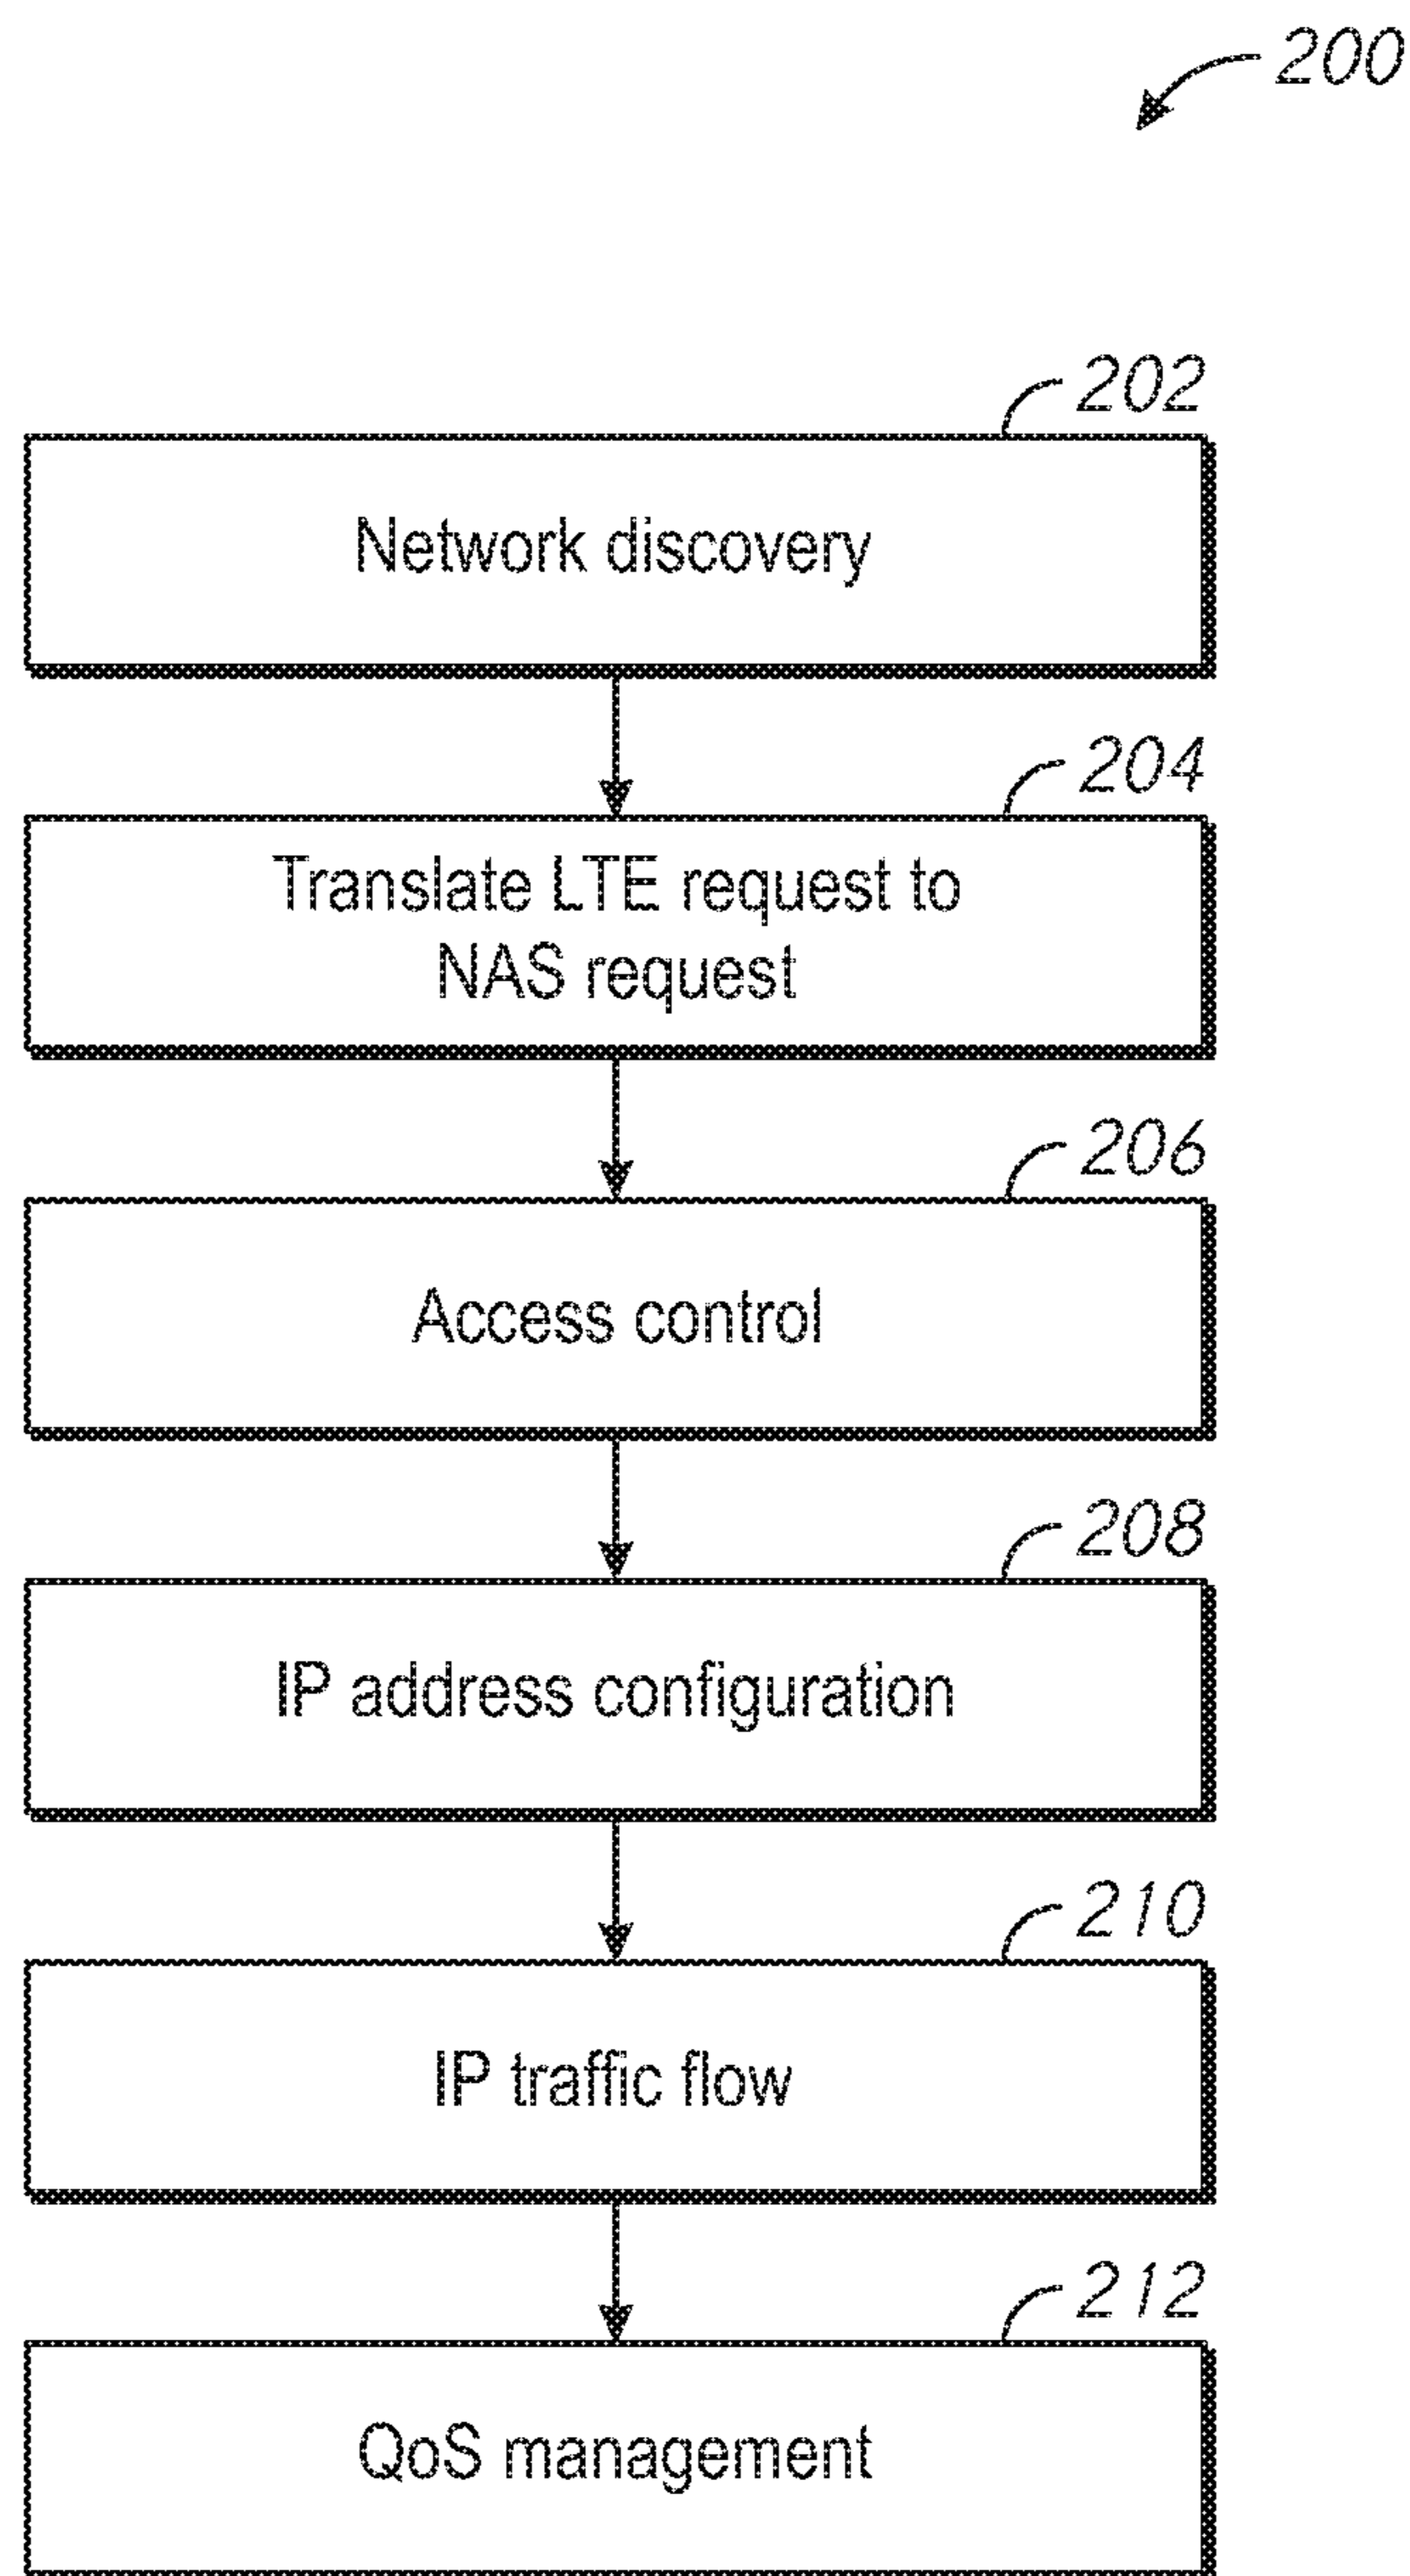 200
202
Network discovery
204
Translate LTE request to
NAS request
206
Access control
208
IP address configuration
210
IP traffic flow
212
QoS management